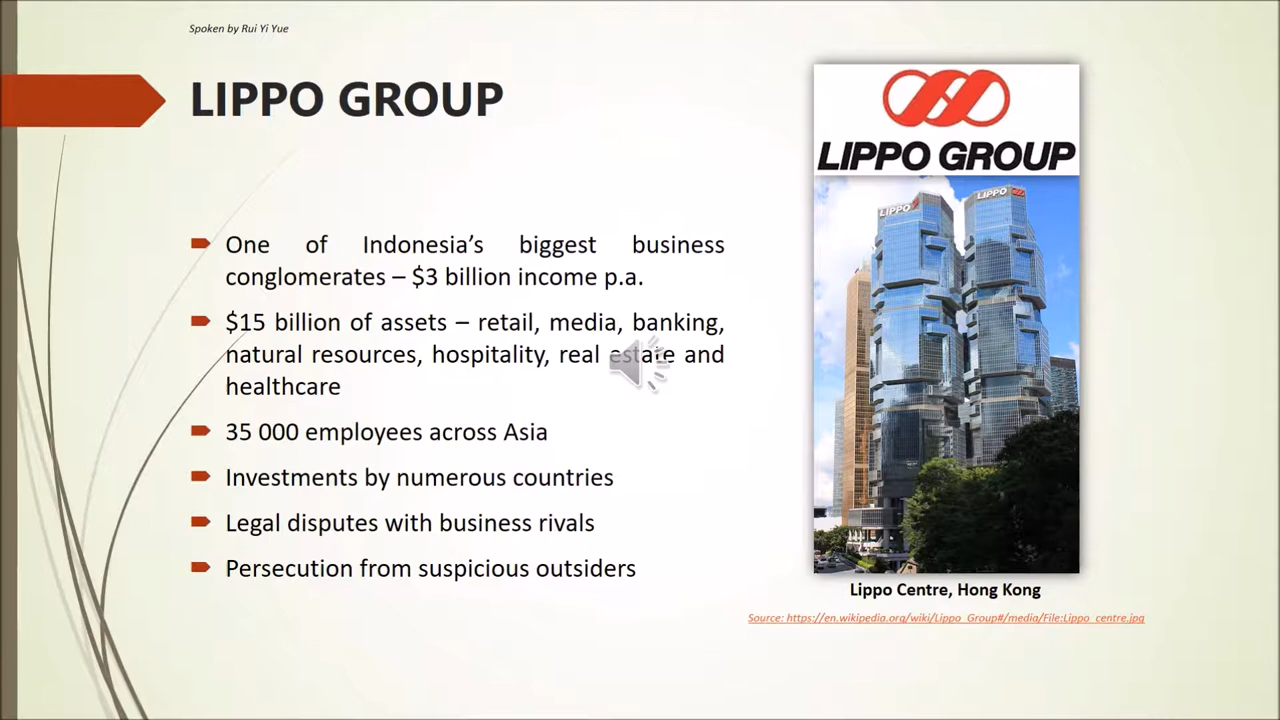 Spoken by Rui Yi Yue
LIPPO GROUP
One of Indonesia's biggest business
conglomerates – $3 billion income p.a.
$15 billion of assets – retail, media, banking,
natural resources, hospitality, real estate and
healthcare
35 000 employees across Asia
Investments by numerous countries
Legal disputes with business rivals
Persecution from suspicious outsiders
LIPPO GROUP
LIPPO
LIPPO
Lippo Centre, Hong Kong
Source: https://en.wikipedia.org/wiki/Lippo_Group#/media/File:Lippo_centre.jpg